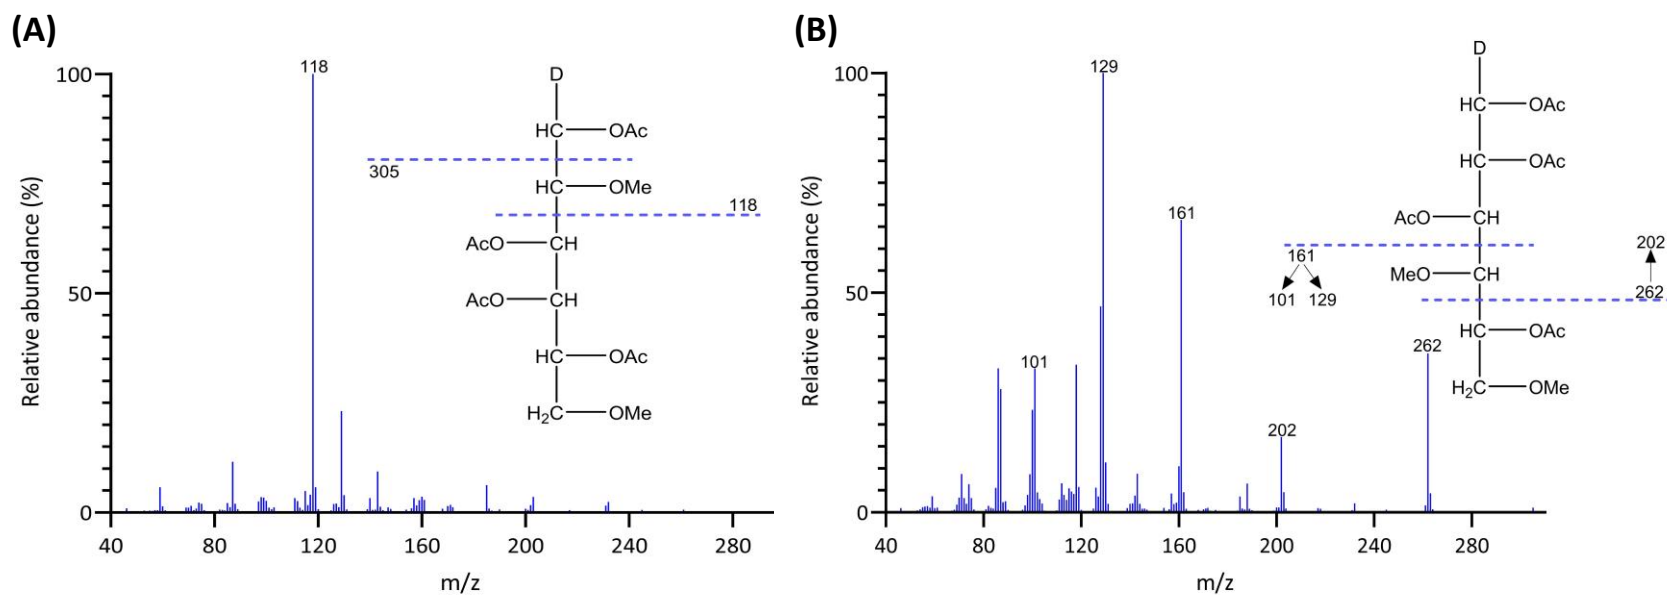 (A)
Relative abundance (%)
100
50
0
40 80 120 160 200 240 280
m/z
118
D
HC OAc
305
HC OMe
118
AcO CH
AcO CH
HC OAc
H₂C OMe
(B)
Relative abundance (%)
100
50
0
40 80 120 160 200 240 280
m/z
129
161
101
202
262
D
HC OAc
HC OAc
AcO CH
161 202
MeO CH
101 129 262
HC OAc
H₂C OMe